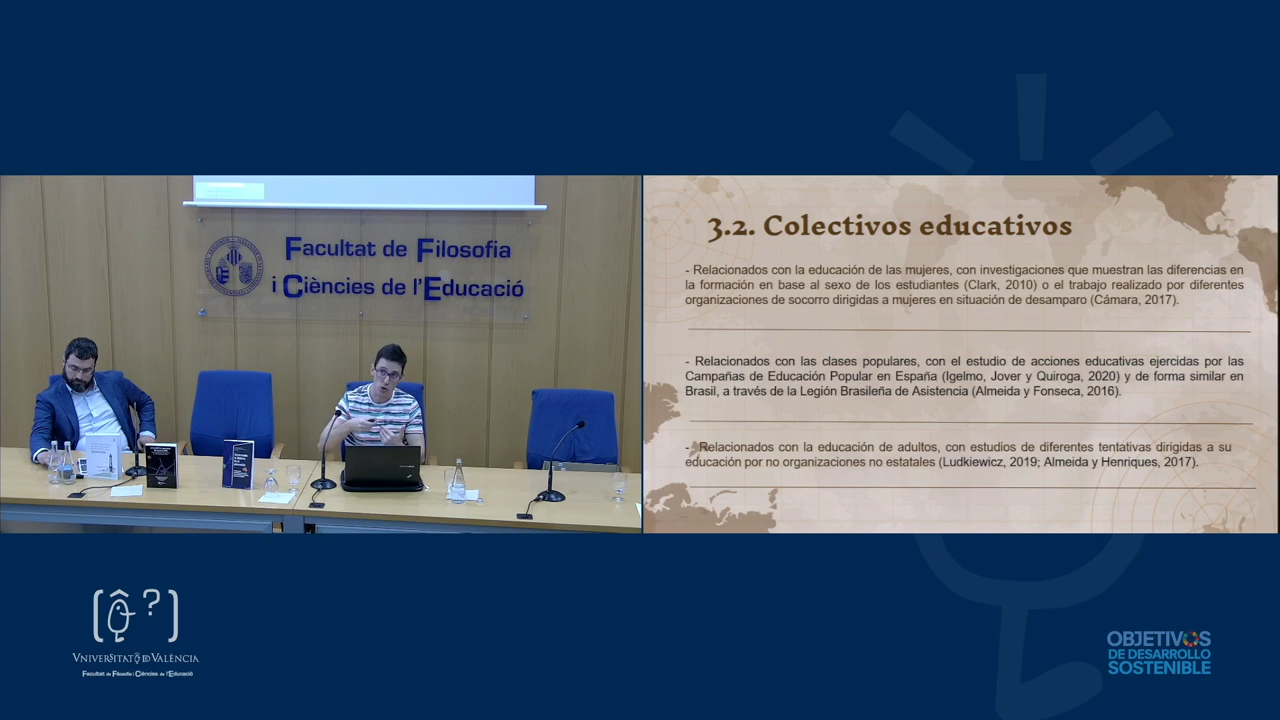 Facultat de Filosofia
i Ciències de l'Educació
3.2. Colectivos educativos
- Relacionados con la educación de las mujeres, con investigaciones que muestran las diferencias en
la formación en base al sexo de los estudiantes (Clark, 2010) o el trabajo realizado por diferentes
organizaciones de socorro dirigidas a mujeres en situación de desamparo (Cámara, 2017).
- Relacionados con las clases populares, con el estudio de acciones educativas ejercidas por las
Campañas de Educación Popular en España (Igelmo, Jover y Quiroga, 2020) y de forma similar en
Brasil, a través de la Legión Brasileña de Asistencia (Almeida y Fonseca, 2016).
- Relacionados con la educación de adultos, con estudios de diferentes tentativas dirigidas a su
educación por no organizaciones no estatales (Ludkiewicz, 2019; Almeida y Henriques, 2017).
[ ? ]
VNIVERSITAT ID VALÈNCIA
Facultat de Filosofia i Ciències de l'Educació
OBJETIVOS
DE DESARROLLO
SOSTENIBLE